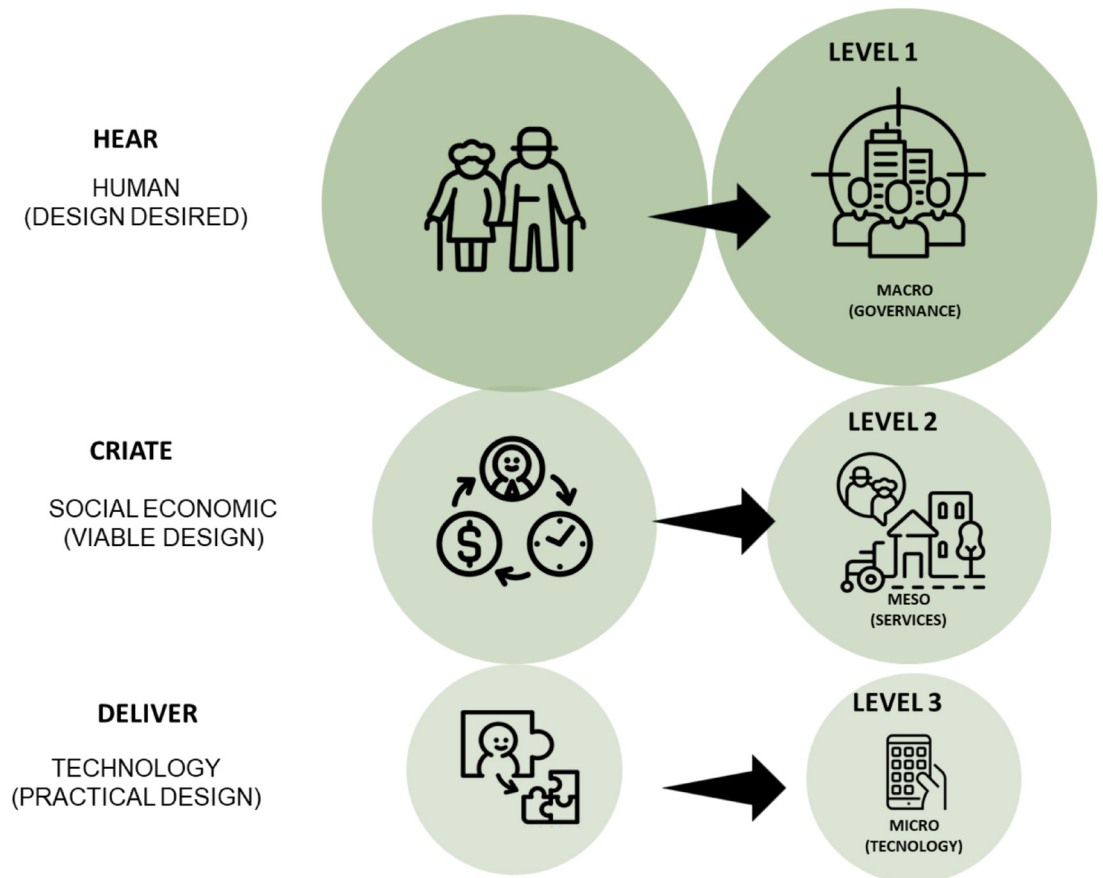 HEAR
HUMAN
(DESIGN DESIRED)
LEVEL 1
MACRO
(GOVERNANCE)
CRIATE
SOCIAL ECONOMIC
(VIABLE DESIGN)
$
LEVEL 2
MESO
(SERVICES)
DELIVER
TECHNOLOGY
(PRACTICAL DESIGN)
LEVEL 3
MICRO
(TECNOLOGY)